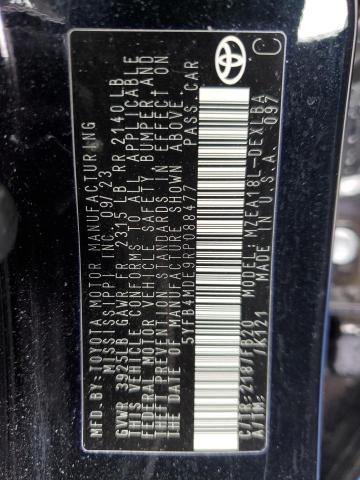 MFD.BY:TOYOTA MOTOR MANUFACTURING
MISSISSIPPI INC. 09/23
GVWR 3925LB GAWR FR 2315 LB RR 2140 LB
THIS VEHICLE CONFORMS TO ALL APPLICABLE
FEDERAL MOTOR VEHICLE SAFETY, BUMPER, AND
THEFT PREVENTION STANDARDS IN EFFECT ON
THE DATE OF MANUFACTURE SHOWN ABOVE.
5YFB4MDE9RP088477 PASS. CAR
C/TR: 218/FB20 MODEL: MZEA18L-DEXLBA
A/TM: /K121 MADE IN U.S.A. 097
C